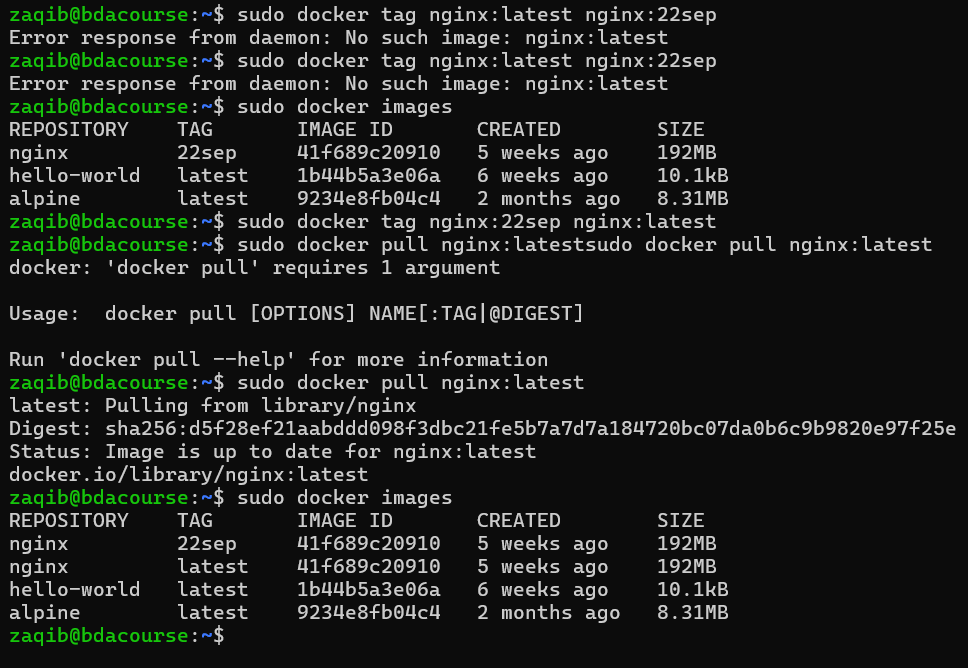 zaqib@bdacourse:~$ sudo docker tag nginx:latest nginx:22sep
Error response from daemon: No such image: nginx:latest
zaqib@bdacourse:~$ sudo docker tag nginx:latest nginx:22sep
Error response from daemon: No such image: nginx:latest
zaqib@bdacourse:~$ sudo docker images
REPOSITORY    TAG       IMAGE ID       CREATED        SIZE
nginx         22sep     41f689c20910   5 weeks ago    192MB
hello-world   latest    1b44b5a3e06a   6 weeks ago    10.1kB
alpine        latest    9234e8fb04c4   2 months ago   8.31MB
zaqib@bdacourse:~$ sudo docker tag nginx:22sep nginx:latest
zaqib@bdacourse:~$ sudo docker pull nginx:latestsudo docker pull nginx:latest
docker: 'docker pull' requires 1 argument

Usage:  docker pull [OPTIONS] NAME[:TAG|@DIGEST]

Run 'docker pull --help' for more information
zaqib@bdacourse:~$ sudo docker pull nginx:latest
latest: Pulling from library/nginx
Digest: sha256:d5f28ef21aabddd098f3dbc21fe5b7a7d7a184720bc07da0b6c9b9820e97f25e
Status: Image is up to date for nginx:latest
docker.io/library/nginx:latest
zaqib@bdacourse:~$ sudo docker images
REPOSITORY    TAG       IMAGE ID       CREATED        SIZE
nginx         22sep     41f689c20910   5 weeks ago    192MB
nginx         latest    41f689c20910   5 weeks ago    192MB
hello-world   latest    1b44b5a3e06a   6 weeks ago    10.1kB
alpine        latest    9234e8fb04c4   2 months ago   8.31MB
zaqib@bdacourse:~$